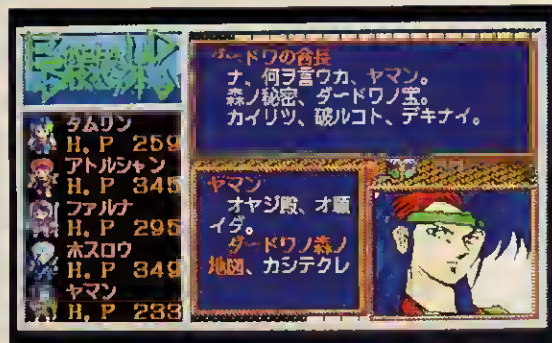 ダードワの酋長
ナ、何ヲ言ウカ、ヤマン。
森ノ秘密、ダードワノ宝。
カイリツ、破ルコト、デキナイ。
タムリン
H.P 259
アトルシャン
H.P 345
ファルナ
H.P 295
ホスロウ
H.P 349
ヤマン
H.P 233
ヤマン
オヤジ殿、オ願
イダ。
ダードワノ森ノ
地図、カシテクレ